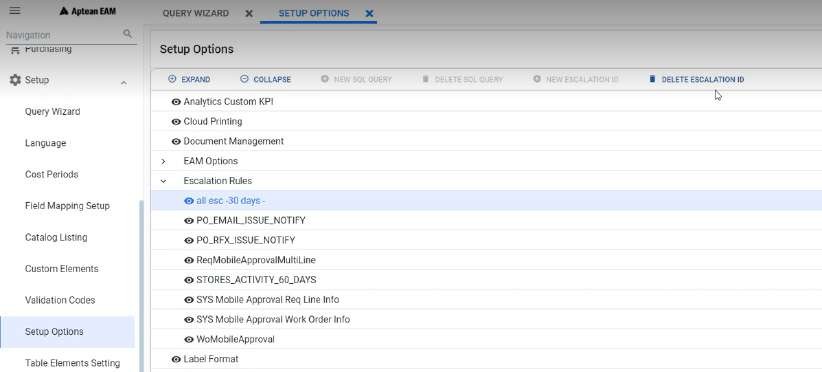 Aptean EAM
QUERY WIZARD
SETUP OPTIONS
Navigation
Purchasing
Setup
Query Wizard
Language
Cost Periods
Field Mapping Setup
Catalog Listing
Custom Elements
Validation Codes
Setup Options
Table Elements Setting
Setup Options
EXPAND
COLLAPSE
NEW SQL QUERY
DELETE SQL QUERY
NEW ESCALATION ID
DELETE ESCALATION ID
Analytics Custom KPI
Cloud Printing
Document Management
EAM Options
Escalation Rules
all esc -30 days -
PO_EMAIL_ISSUE_NOTIFY
PO_RFX_ISSUE_NOTIFY
ReqMobileApprovalMultiLine
STORES_ACTIVITY_60_DAYS
SYS Mobile Approval Req Line Info
SYS Mobile Approval Work Order Info
WoMobileApproval
Label Format